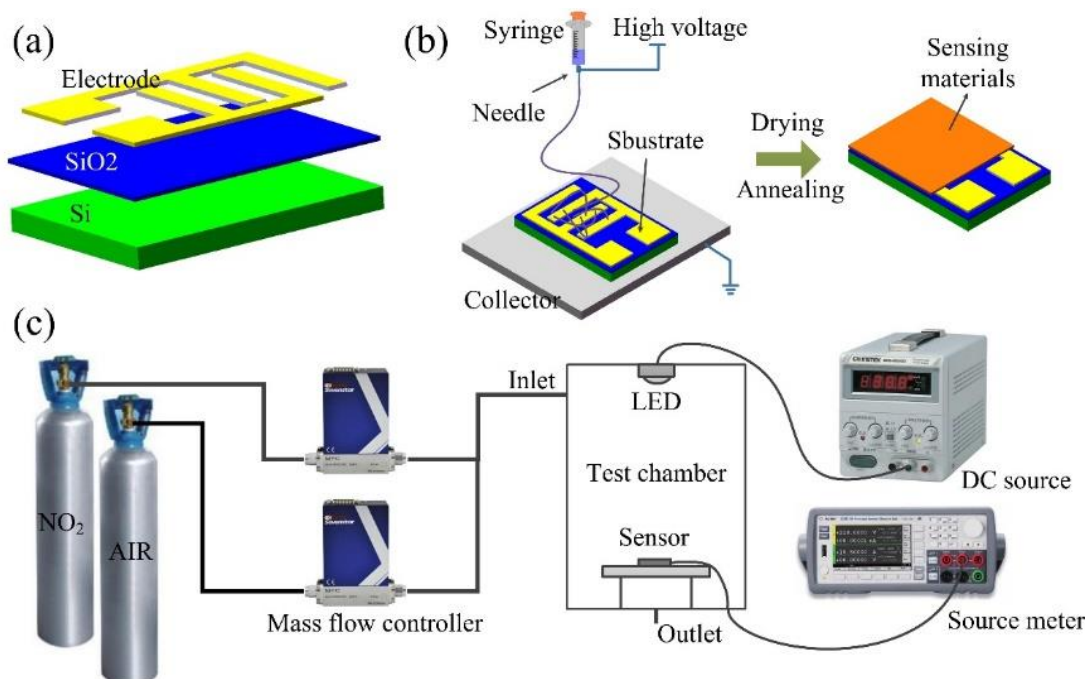 (a)
Electrode
SiO2
Si
(b)
Syringe
High voltage
Needle
Sbustrate
Collector
Drying
Annealing
Sensing
materials
(c)
NO₂
AIR
Mass flow controller
Inlet
LED
Test chamber
Sensor
Outlet
DC source
Source meter